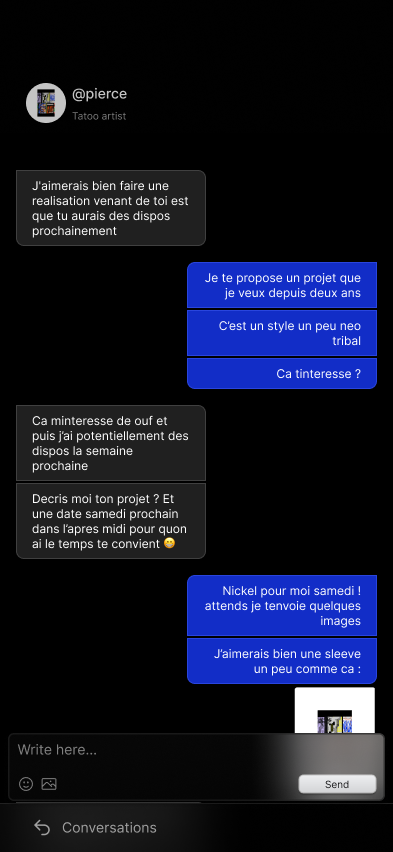 @pierce
Tatoo artist
J'aimerais bien faire une
realisation venant de toi est
que tu aurais des dispos
prochainement
Je te propose un projet que
je veux depuis deux ans
C'est un style un peu neo
tribal
Ca tinteresse ?
Ca minteresse de ouf et
puis j'ai potentiellement des
dispos la semaine
prochaine
Decris moi ton projet ? Et
une date samedi prochain
dans l'apres midi pour quon
ai le temps te convient 😁
Nickel pour moi samedi !
attends je tenvoie quelques
images
J'aimerais bien une sleeve
un peu comme ca :
Write here...
Send
Conversations